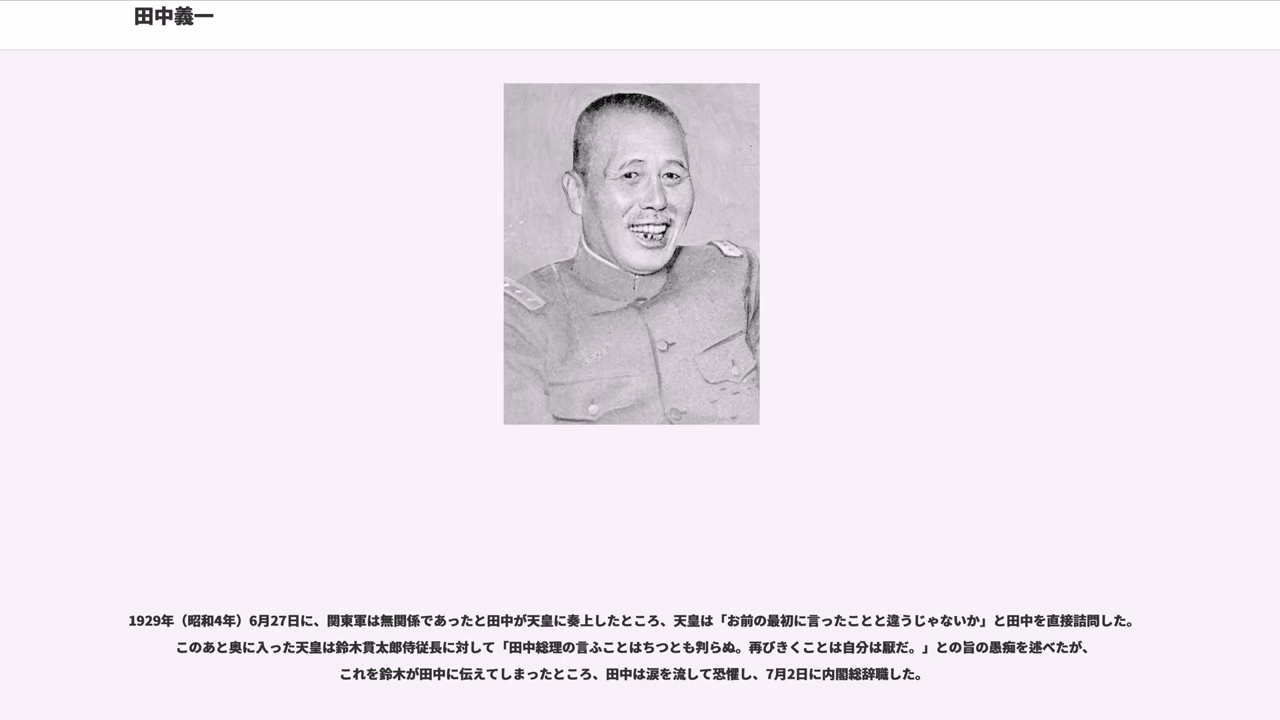 田中義一
1929年（昭和4年）6月27日に、関東軍は無関係であったと田中が天皇に奏上したところ、天皇は「お前の最初に言ったことと違うじゃないか」と田中を直接詰問した。
このあと奥に入った天皇は鈴木貫太郎侍従長に対して「田中総理の言ふことはちつとも判らぬ。再びきくことは自分は厭だ。」との旨の愚痴を述べたが、
これを鈴木が田中に伝えてしまったところ、田中は涙を流して恐懼し、7月2日に内閣総辞職した。